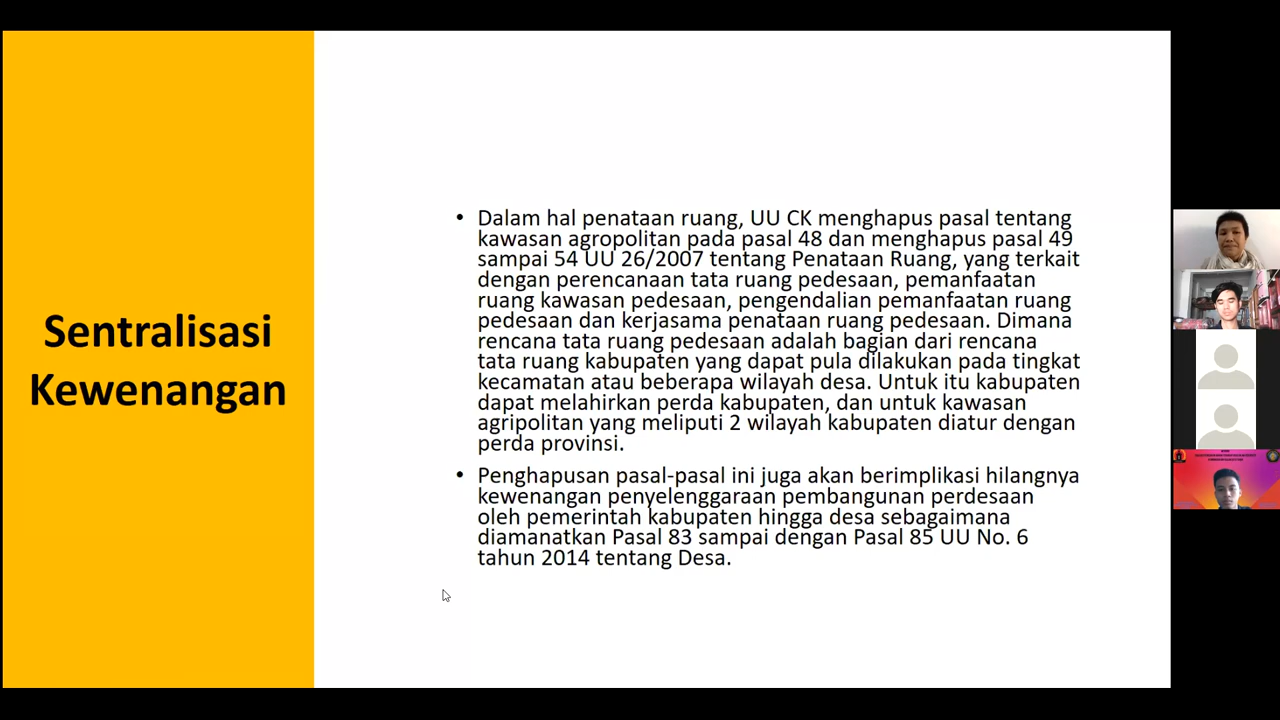 Sentralisasi
Kewenangan
• Dalam hal penataan ruang, UU CK menghapus pasal tentang
kawasan agropolitan pada pasal 48 dan menghapus pasal 49
sampai 54 UU 26/2007 tentang Penataan Ruang, yang terkait
dengan perencanaan tata ruang pedesaan, pemanfaatan
ruang kawasan pedesaan, pengendalian pemanfaatan ruang
pedesaan dan kerjasama penataan ruang pedesaan. Dimana
rencana tata ruang pedesaan adalah bagian dari rencana
tata ruang kabupaten yang dapat pula dilakukan pada tingkat
kecamatan atau beberapa wilayah desa. Untuk itu kabupaten
dapat melahirkan perda kabupaten, dan untuk kawasan
agripolitan yang meliputi 2 wilayah kabupaten diatur dengan
perda provinsi.
• Penghapusan pasal-pasal ini juga akan berimplikasi hilangnya
kewenangan penyelenggaraan pembangunan perdesaan
oleh pemerintah kabupaten hingga desa sebagaimana
diamanatkan Pasal 83 sampai dengan Pasal 85 UU No. 6
tahun 2014 tentang Desa.